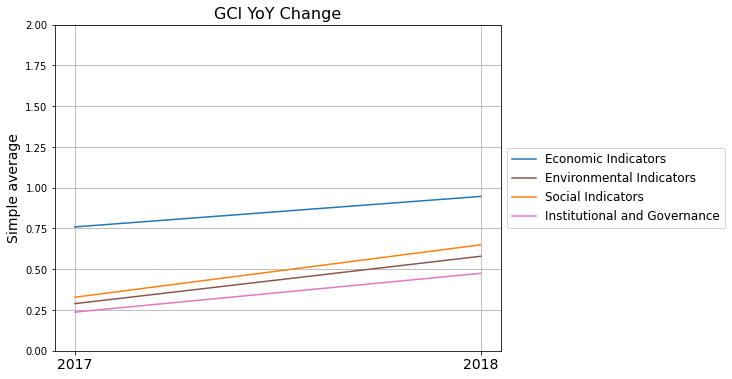 GCI YoY Change
Simple average
2.00
1.75
1.50
1.25
1.00
0.75
0.50
0.25
0.00
2017
2018
Economic Indicators
Environmental Indicators
Social Indicators
Institutional and Governance